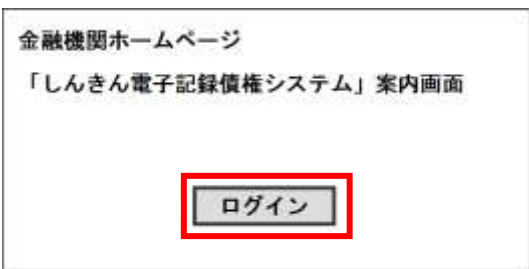 金融機関ホームページ
「しんきん電子記録債権システム」案内画面
ログイン